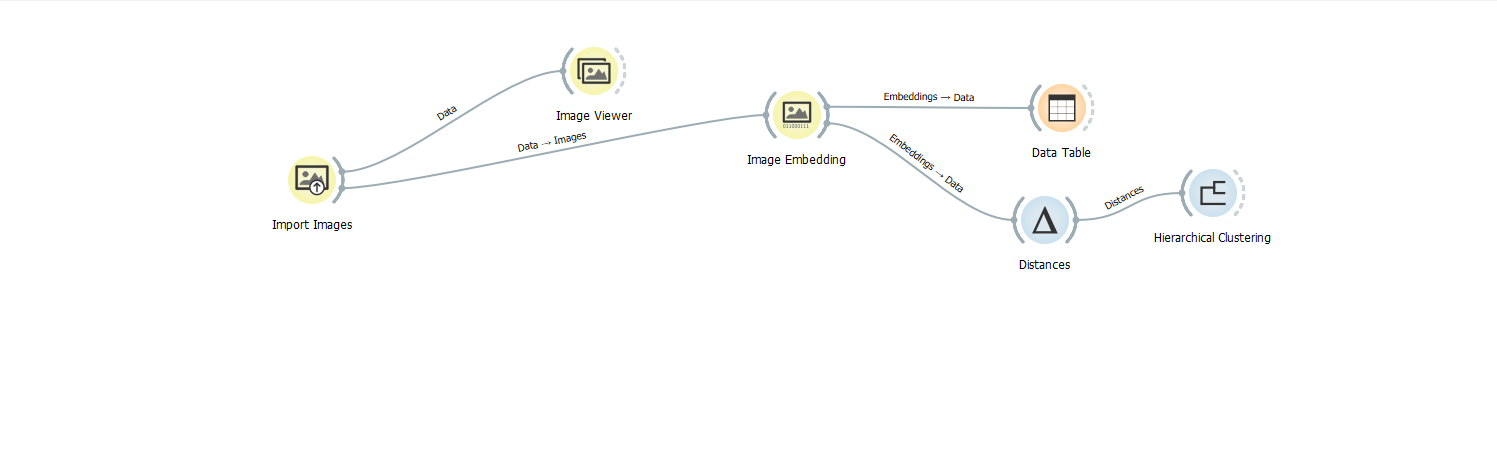 Image Viewer
Data
Data → Images
Import Images
011000111
Image Embedding
Embeddings → Data
Data Table
Embeddings → Data
Distances
Distances
Hierarchical Clustering